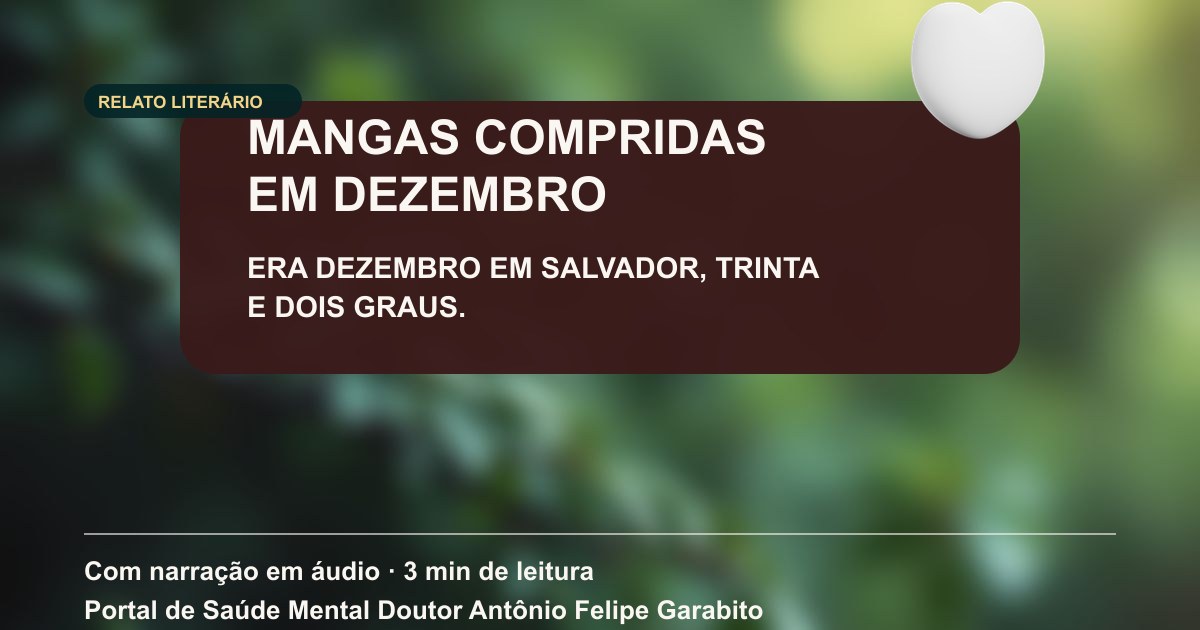 RELATO LITERÁRIO
MANGAS COMPRIDAS
EM DEZEMBRO
ERA DEZEMBRO EM SALVADOR, TRINTA
E DOIS GRAUS.
Com narração em áudio · 3 min de leitura
Portal de Saúde Mental Doutor Antônio Felipe Garabito